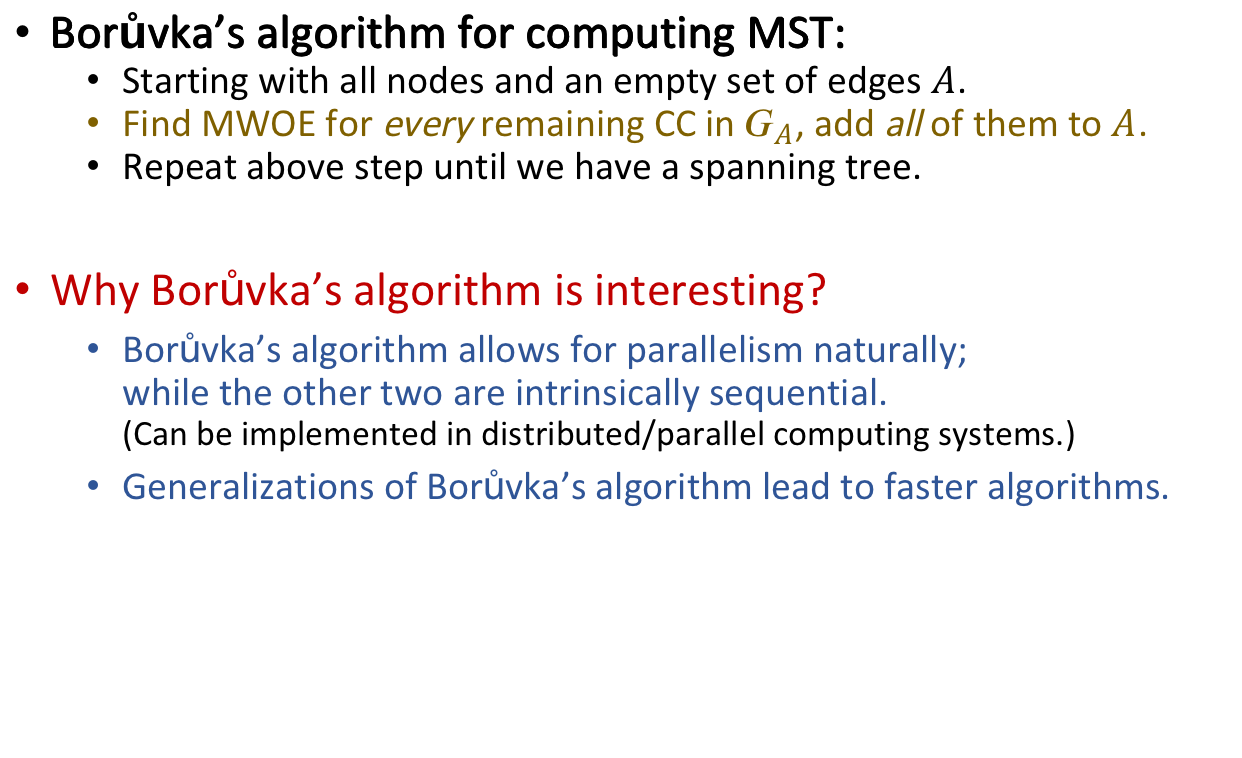 • Borůvka’s algorithm for computing MST:
• Starting with all nodes and an empty set of edges A.
• Find MWOE for every remaining CC in G_A, add all of them to A.
• Repeat above step until we have a spanning tree.
• Why Borůvka’s algorithm is interesting?
• Borůvka’s algorithm allows for parallelism naturally;
while the other two are intrinsically sequential.
(Can be implemented in distributed/parallel computing systems.)
• Generalizations of Borůvka’s algorithm lead to faster algorithms.